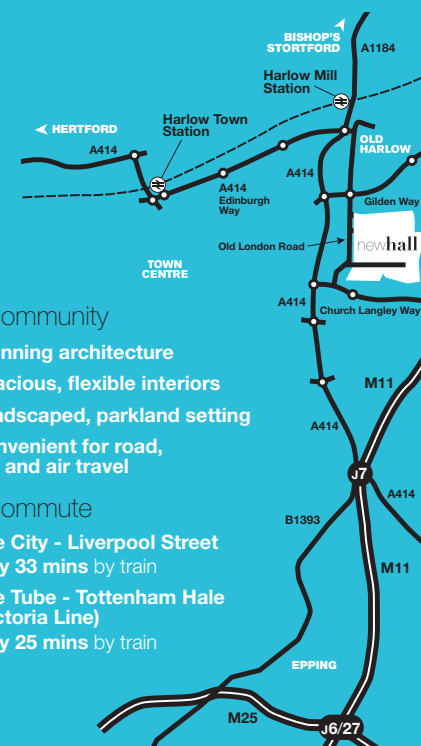 BISHOP'S
STORTFORD
A1184
Harlow Mill
Station
Harlow Town
Station
HERTFORD
A414
OLD
HARLOW
A414
A414
Edinburgh
Way
Gilden Way
Old London Road
newhall
TOWN
CENTRE
A414
Church Langley Way
ommunity
nning architecture
acious, flexible interiors
ndscaped, parkland setting
nvenient for road,
and air travel
M11
A414
J7
A414
ommute
e City - Liverpool Street
y 33 mins by train
B1393
M11
e Tube - Tottenham Hale
ctoria Line)
y 25 mins by train
EPPING
M25
J6/27